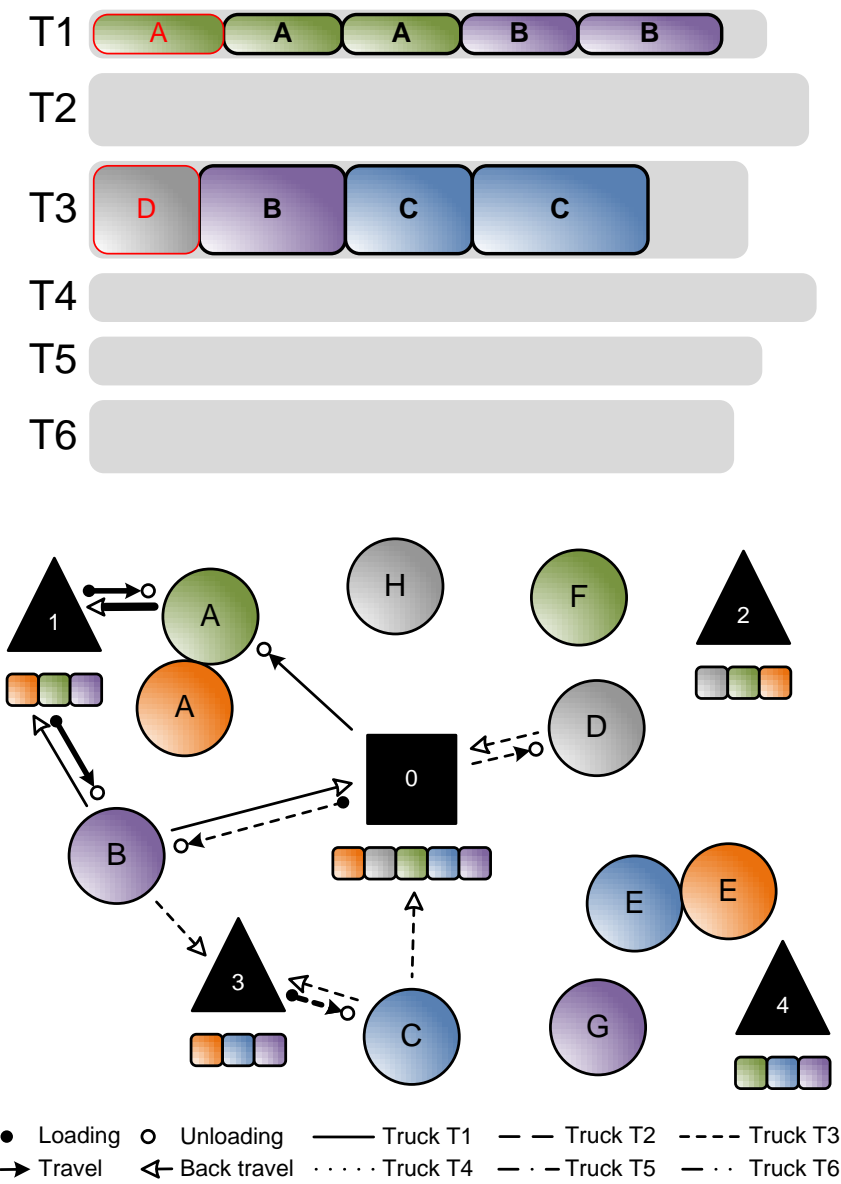 T1 A A A B B
T2
T3 D B C C
T4
T5
T6
H
F
1
A
2
A
D
0
B
E
E
3
4
C
G
Loading Unloading Truck T1 Truck T2 Truck T3
Travel Back travel Truck T4 Truck T5 Truck T6